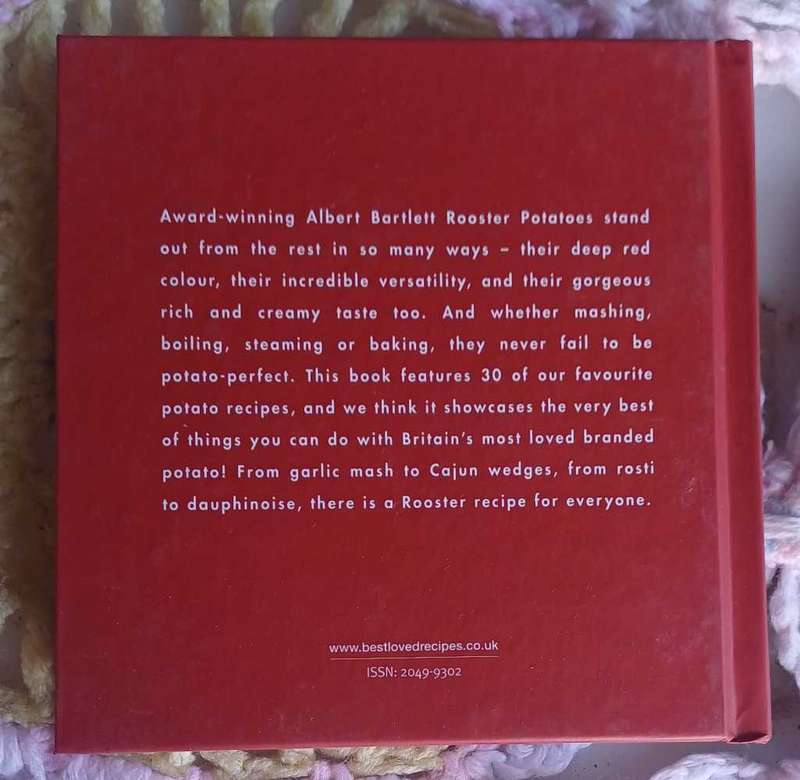 Award-winning Albert Bartlett Rooster Potatoes stand
out from the rest in so many ways – their deep red
colour, their incredible versatility, and their gorgeous
rich and creamy taste too. And whether mashing,
boiling, steaming or baking, they never fail to be
potato-perfect. This book features 30 of our favourite
potato recipes, and we think it showcases the very best
of things you can do with Britain's most loved branded
potato! From garlic mash to Cajun wedges, from rosti
to dauphinoise, there is a Rooster recipe for everyone.
www.bestlovedrecipes.co.uk
ISSN: 2049-9302